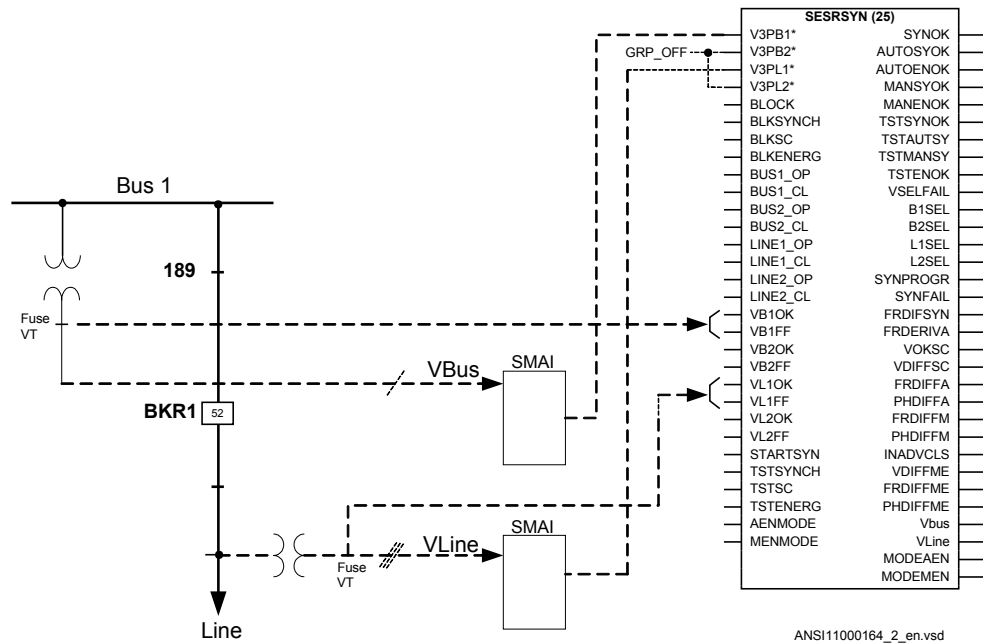 SESRSYN (25)
V3PB1*
V3PB2*
V3PL1*
V3PL2*
BLOCK
BLKSYNCH
BLKSC
BLKENERG
BUS1_OP
BUS1_CL
BUS2_OP
BUS2_CL
LINE1_OP
LINE1_CL
LINE2_OP
LINE2_CL
VB1OK
VB1FF
VB2OK
VB2FF
VL1OK
VL1FF
VL2OK
VL2FF
STARTSYN
TSTSYNCH
TSTSC
TSTENERG
AENMODE
MENMODE
SYNOK
AUTOSYOK
AUTOENOK
MANSYOK
MANENOK
TSTSYNOK
TSTAUTSY
TSTMANSY
TSTENOK
VSELFAIL
B1SEL
B2SEL
L1SEL
L2SEL
SYNPROGR
SYNFAIL
FRDIFSYN
FRDERIVA
VOKSC
VDIFFSC
FRDIFFA
PHDIFFA
FRDIFFM
PHDIFFM
INADVCLS
VDIFFME
FRDIFFME
PHDIFFME
Vbus
VLine
MODEAEN
MODEMEN
GRP_OFF
Bus 1
189
Fuse
VT
VBus
SMAI
BKR1
52
SMAI
VLine
Fuse
VT
Line
ANSI11000164_2_en.vsd